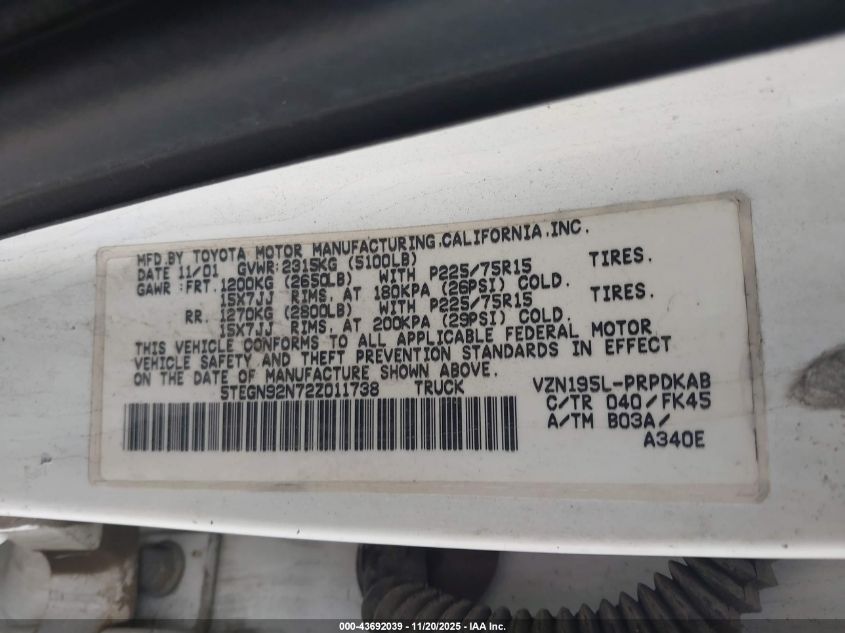 MFD.BY TOYOTA MOTOR MANUFACTURING,CALIFORNIA,INC.
DATE 11/01 GVWR:2315KG (5100LB)
GAWR:FRT.1200KG (2650LB) WITH P225/75R15 TIRES.
15X7JJ RIMS, AT 180KPA (26PSI) COLD.
RR. 1270KG (2800LB) WITH P225/75R15 TIRES.
15X7JJ RIMS, AT 200KPA (29PSI) COLD.
THIS VEHICLE CONFORMS TO ALL APPLICABLE FEDERAL MOTOR
VEHICLE SAFETY AND THEFT PREVENTION STANDARDS IN EFFECT
ON THE DATE OF MANUFACTURE SHOWN ABOVE.
5TEGN92N72Z011738 TRUCK VZN195L-PRPDKAB
C/TR 040/FK45
A/TM B03A/
A340E
000-43692039 - 11/20/2025 - IAA Inc.